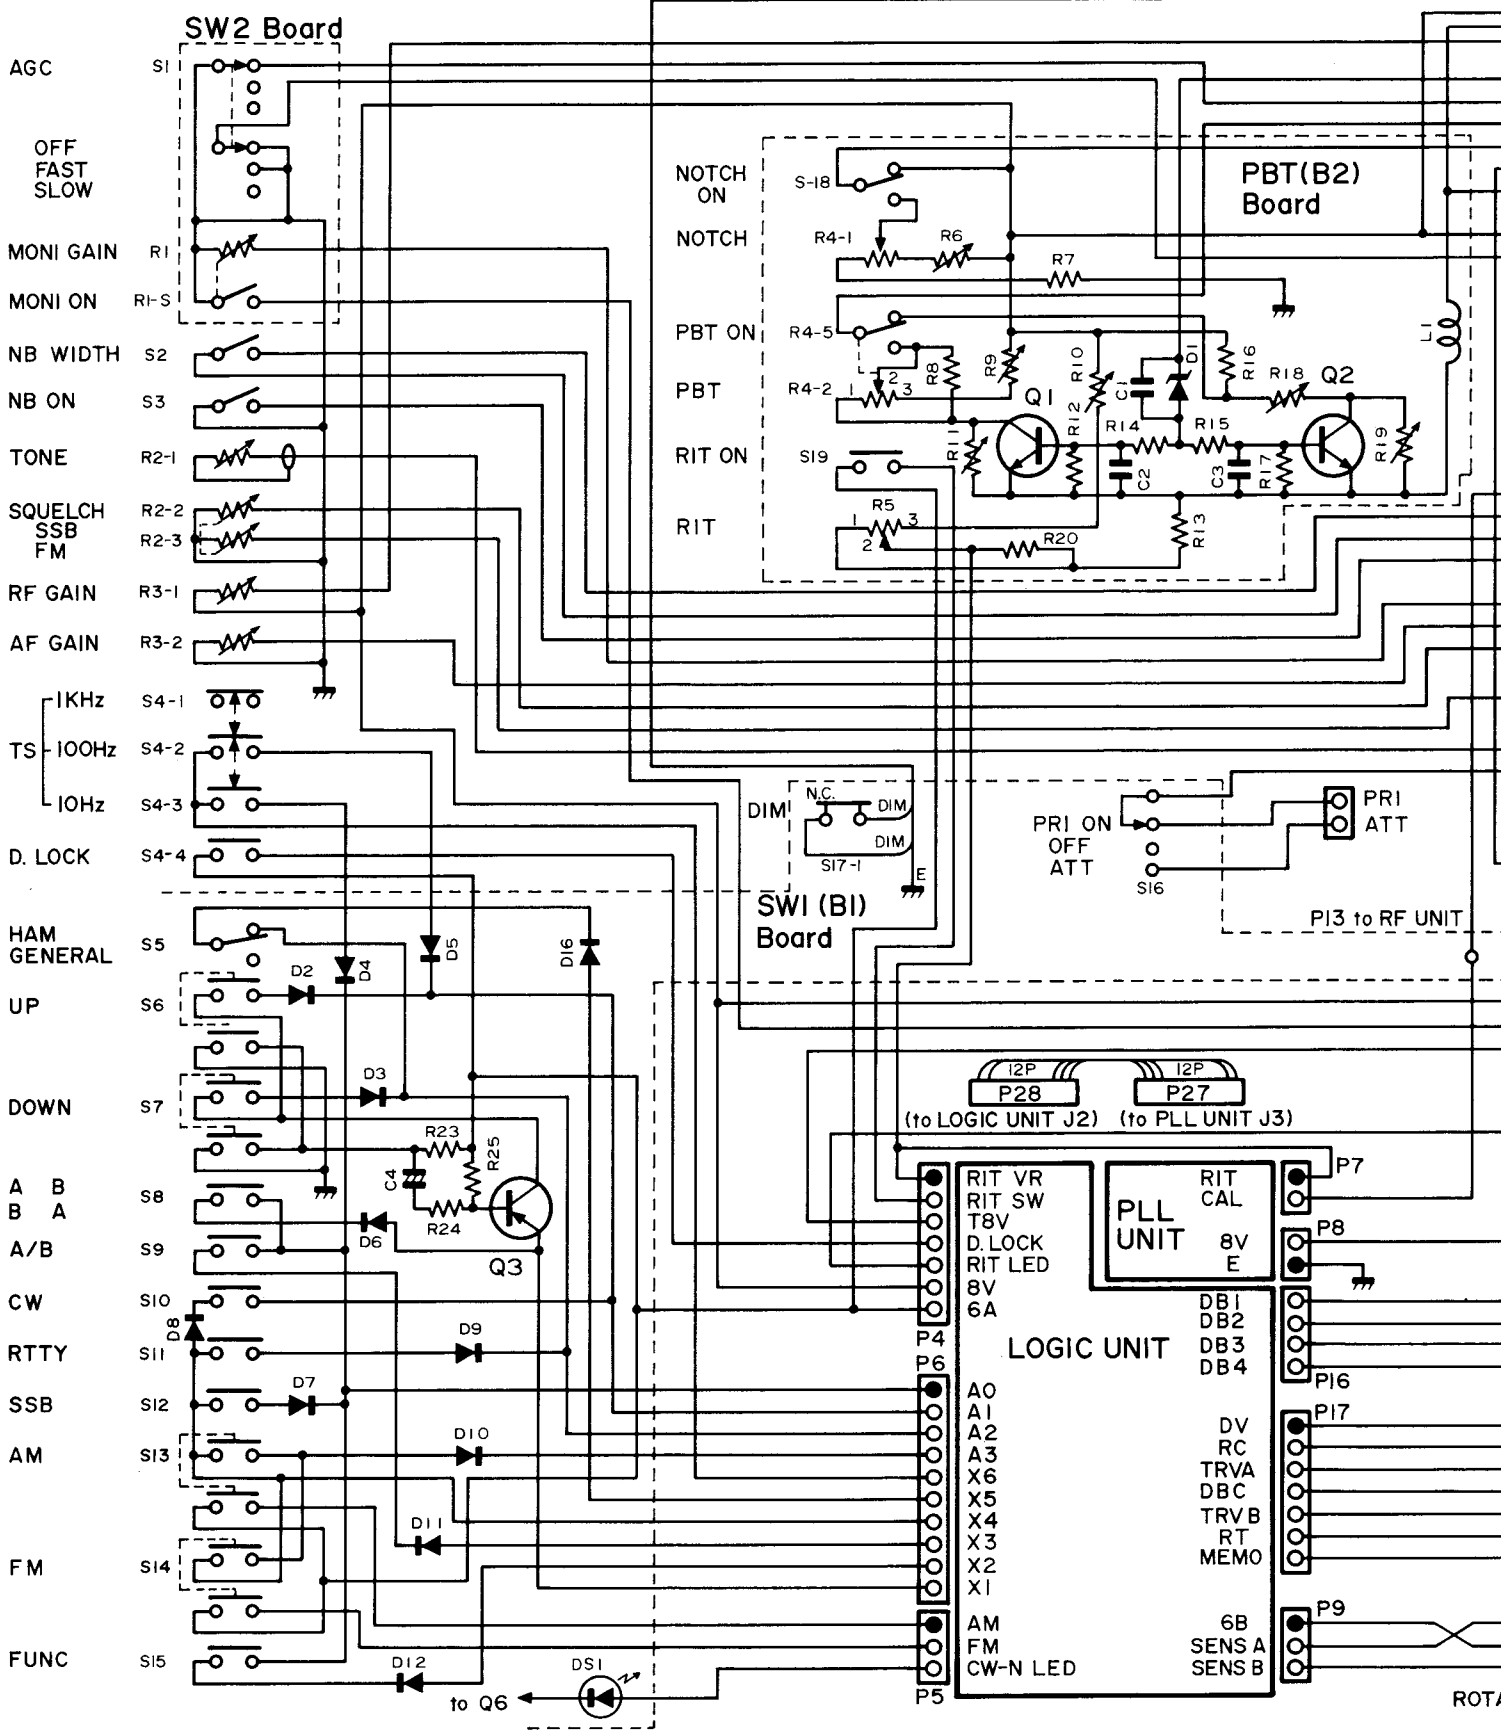 SW2 Board
AGC S1
OFF
FAST
SLOW
MONI GAIN R1
MONI ON R1-S
NB WIDTH S2
NB ON S3
TONE R2-1
SQUELCH R2-2
SSB
FM R2-3
RF GAIN R3-1
AF GAIN R3-2
1KHz S4-1
TS 100Hz S4-2
10Hz S4-3
D. LOCK S4-4
HAM
GENERAL S5
UP S6
DOWN S7
A B
B A S8
A/B S9
CW S10
RTTY S11
SSB S12
AM S13
FM S14
FUNC S15
D2
D4
D5
D16
D3
R23
R25
C4
R24
D6
Q3
D8
D9
D7
D10
D11
D12
DS1
to Q6
NOTCH
ON S-18
PBT(B2)
Board
NOTCH R4-1 R6
R7
PBT ON R4-5
PBT R4-2 1 2 3
R8
R9
R10
C1
D1
R16
R18
Q2
L1
Q1
R11
R12
R14
R15
C2
C3
R17
R19
RIT ON S19
RIT R5 1 2 3
R20
R13
DIM N.C. DIM
DIM
S17-1
E
PRI ON
OFF
ATT
S16
PRI
ATT
P13 to RF UNIT
SW1 (B1)
Board
12P 12P
P28 P27
(to LOGIC UNIT J2) (to PLL UNIT J3)
RIT VR
RIT SW
T8V
D.LOCK
RIT LED
8V
6A
P4
P6
A0
A1
A2
A3
X6
X5
X4
X3
X2
X1
AM
FM
CW-N LED
P5
LOGIC UNIT
PLL
UNIT
P7
RIT
CAL
P8
8V
E
DB1
DB2
DB3
DB4
P16
P17
DV
RC
TRVA
DBC
TRVB
RT
MEMO
P9
6B
SENS A
SENS B
ROTA